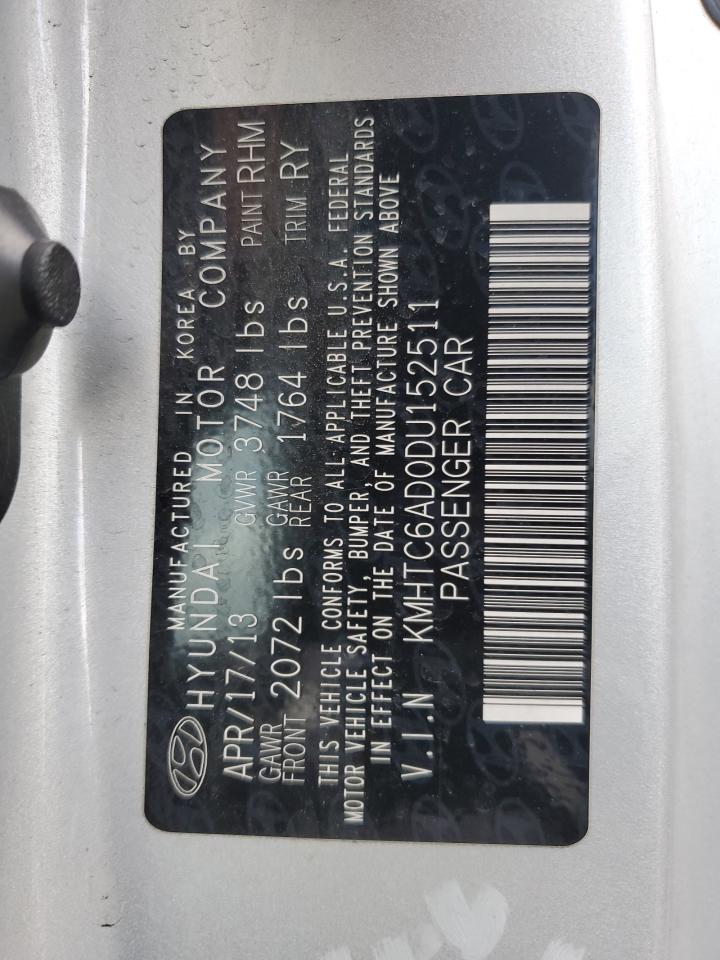 MANUFACTURED IN KOREA BY
HYUNDAI MOTOR COMPANY
APR/17/13 GVWR 3748 lbs PAINT RHM
GAWR FRONT 2072 lbs GAWR REAR 1764 lbs TRIM RY
THIS VEHICLE CONFORMS TO ALL APPLICABLE U.S.A. FEDERAL
MOTOR VEHICLE SAFETY, BUMPER, AND THEFT PREVENTION STANDARDS
IN EFFECT ON THE DATE OF MANUFACTURE SHOWN ABOVE
V.I.N KMHTC6AD0DU152511
PASSENGER CAR